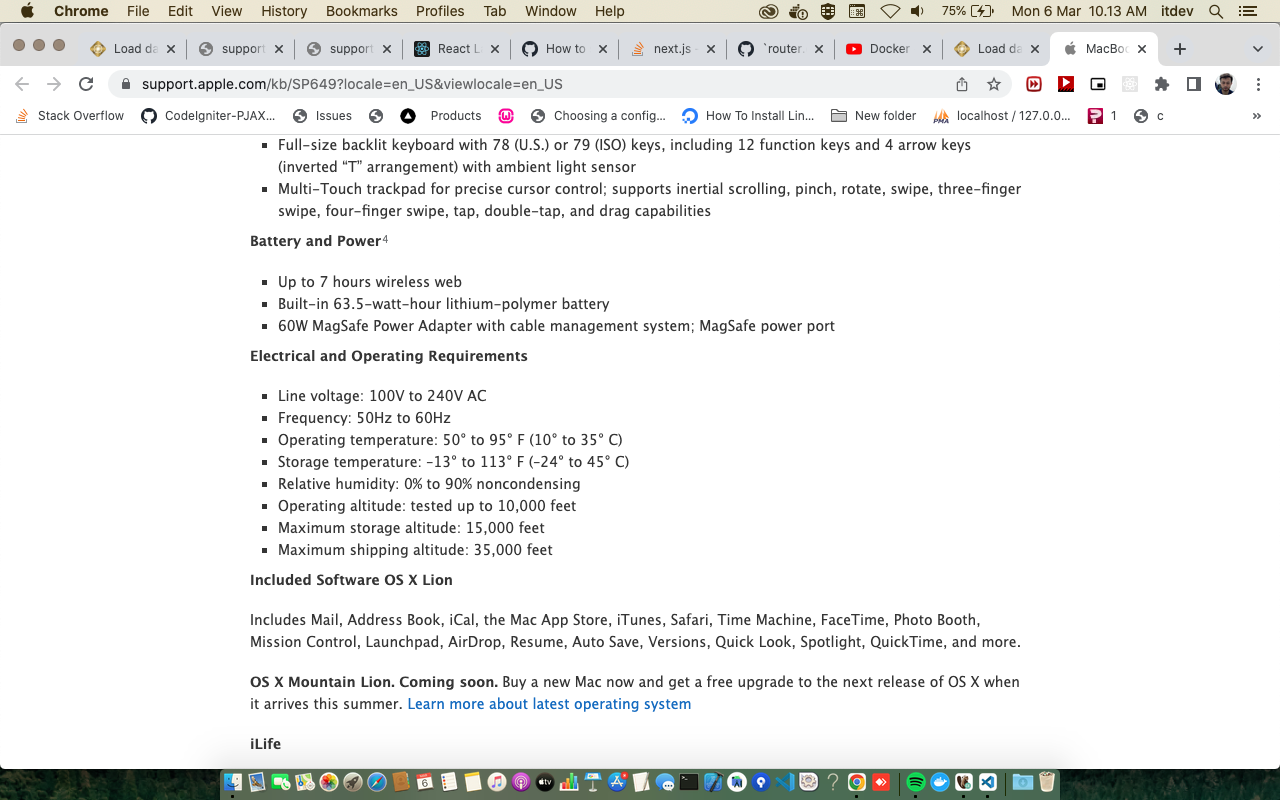 Chrome File Edit View History Bookmarks Profiles Tab Window Help 75% Mon 6 Mar 10.13 AM itdev
Load da support support React L How to next.js - `router. Docker Load da MacBoo
support.apple.com/kb/SP649?locale=en_US&viewlocale=en_US
Stack Overflow CodeIgniter-PJAX... Issues Products Choosing a config... How To Install Lin... New folder localhost / 127.0.0... 1 c »
Full-size backlit keyboard with 78 (U.S.) or 79 (ISO) keys, including 12 function keys and 4 arrow keys
(inverted “T” arrangement) with ambient light sensor
Multi-Touch trackpad for precise cursor control; supports inertial scrolling, pinch, rotate, swipe, three-finger
swipe, four-finger swipe, tap, double-tap, and drag capabilities
Battery and Power4
Up to 7 hours wireless web
Built-in 63.5-watt-hour lithium-polymer battery
60W MagSafe Power Adapter with cable management system; MagSafe power port
Electrical and Operating Requirements
Line voltage: 100V to 240V AC
Frequency: 50Hz to 60Hz
Operating temperature: 50° to 95° F (10° to 35° C)
Storage temperature: -13° to 113° F (-24° to 45° C)
Relative humidity: 0% to 90% noncondensing
Operating altitude: tested up to 10,000 feet
Maximum storage altitude: 15,000 feet
Maximum shipping altitude: 35,000 feet
Included Software OS X Lion
Includes Mail, Address Book, iCal, the Mac App Store, iTunes, Safari, Time Machine, FaceTime, Photo Booth,
Mission Control, Launchpad, AirDrop, Resume, Auto Save, Versions, Quick Look, Spotlight, QuickTime, and more.
OS X Mountain Lion. Coming soon. Buy a new Mac now and get a free upgrade to the next release of OS X when
it arrives this summer. Learn more about latest operating system
iLife